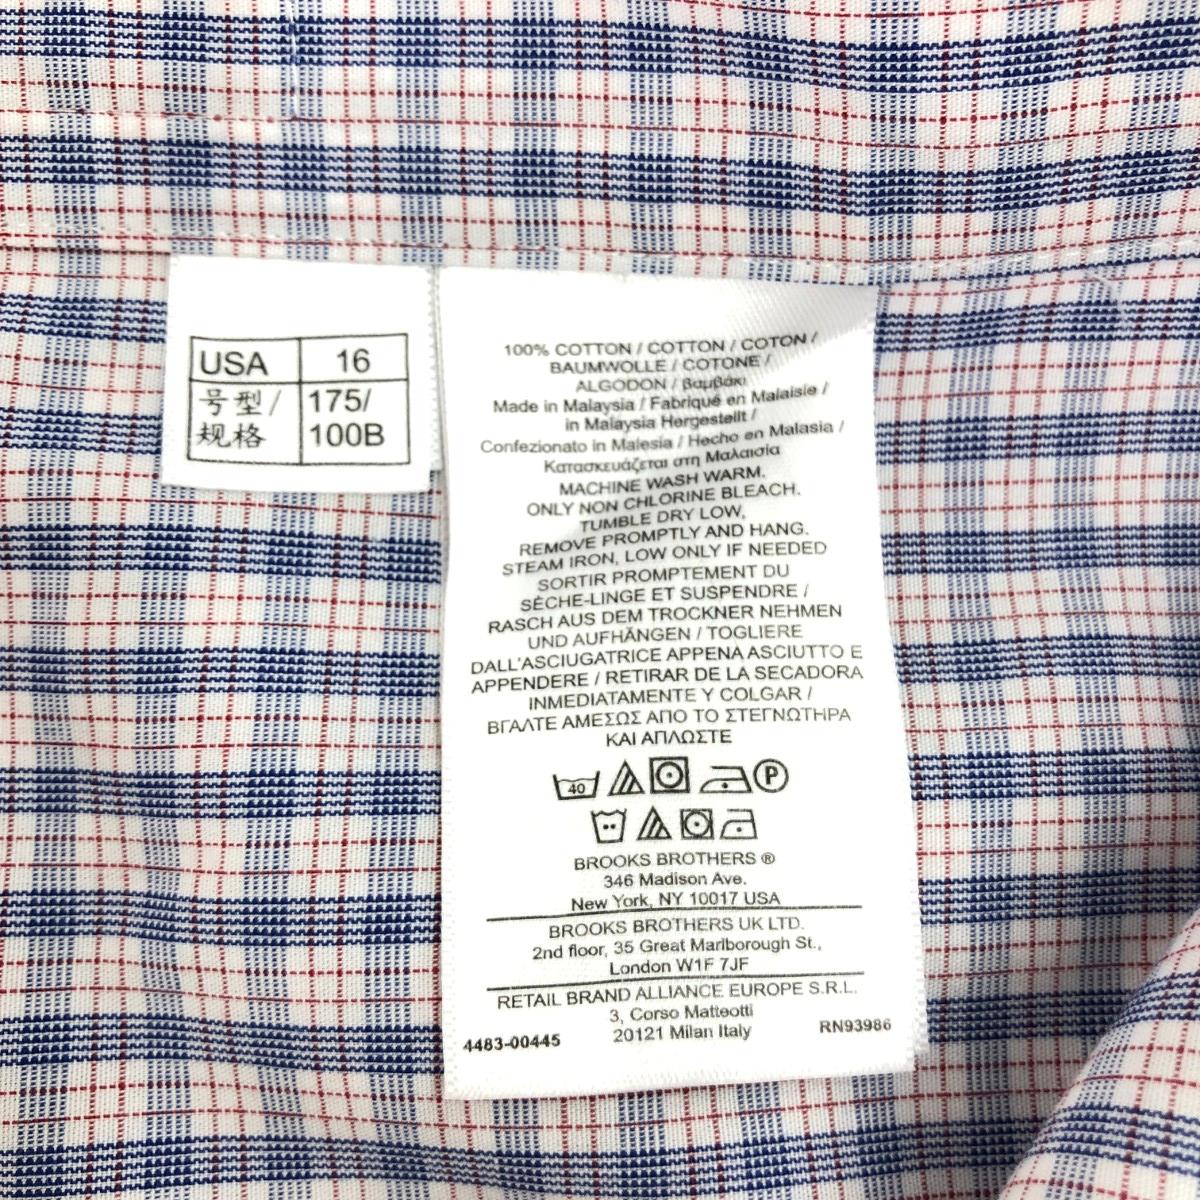 USA 16
号型/ 175/
规格 100B
100% COTTON / COTTON / COTON /
BAUMWOLLE / COTONE /
ALGODON / βαμβάκι
Made in Malaysia / Fabriqué en Malaisie /
in Malaysia Hergestellt /
Confezionato in Malesia / Hecho en Malasia /
Κατασκευάζεται στη Μαλαισία
MACHINE WASH WARM.
ONLY NON CHLORINE BLEACH.
TUMBLE DRY LOW,
REMOVE PROMPTLY AND HANG.
STEAM IRON, LOW ONLY IF NEEDED
SORTIR PROMPTEMENT DU
SÈCHE-LINGE ET SUSPENDRE /
RASCH AUS DEM TROCKNER NEHMEN
UND AUFHÄNGEN / TOGLIERE
DALL'ASCIUGATRICE APPENA ASCIUTTO E
APPENDERE / RETIRAR DE LA SECADORA
INMEDIATAMENTE Y COLGAR /
ΒΓΑΛΤΕ ΑΜΕΣΩΣ ΑΠΟ ΤΟ ΣΤΕΓΝΩΤΗΡΑ
ΚΑΙ ΑΠΛΩΣΤΕ
40 P
BROOKS BROTHERS ®
346 Madison Ave.
New York, NY 10017 USA
BROOKS BROTHERS UK LTD.
2nd floor, 35 Great Marlborough St.,
London W1F 7JF
RETAIL BRAND ALLIANCE EUROPE S.R.L.
3, Corso Matteotti
20121 Milan Italy
4483-00445 RN93986